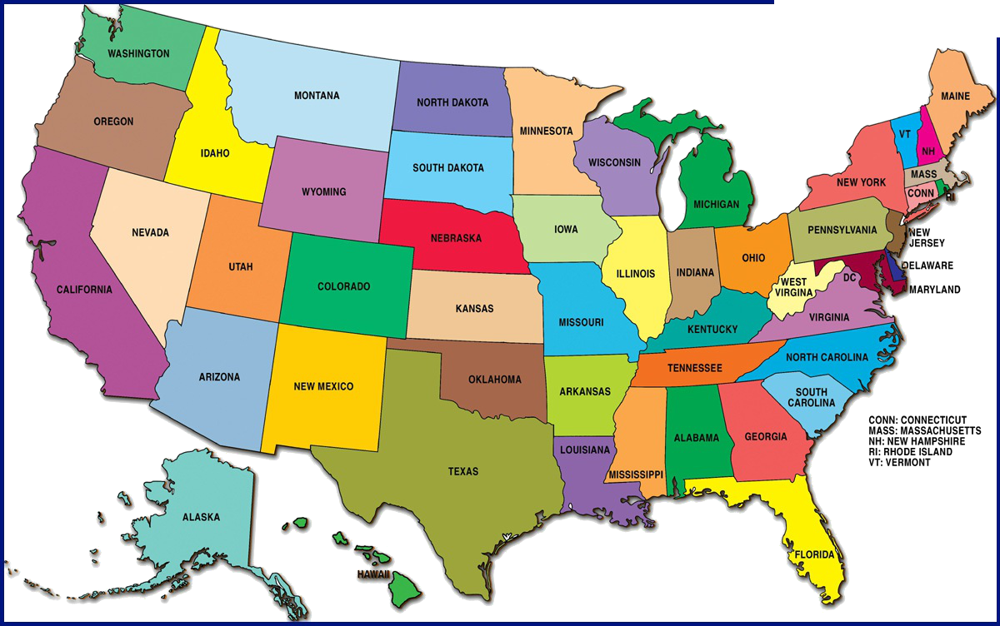 WASHINGTON
MONTANA
NORTH DAKOTA
MINNESOTA
MAINE
OREGON
IDAHO
SOUTH DAKOTA
WISCONSIN
VT
NH
WYOMING
MICHIGAN
NEW YORK
MASS
CONN
RI
NEVADA
UTAH
NEBRASKA
IOWA
PENNSYLVANIA
NEW
JERSEY
CALIFORNIA
COLORADO
KANSAS
ILLINOIS
INDIANA
OHIO
WEST
VIRGINA
DC
DELAWARE
MARYLAND
MISSOURI
KENTUCKY
VIRGINIA
ARIZONA
NEW MEXICO
OKLAHOMA
ARKANSAS
TENNESSEE
NORTH CAROLINA
SOUTH
CAROLINA
TEXAS
LOUISIANA
MISSISSIPPI
ALABAMA
GEORGIA
CONN: CONNECTICUT
MASS: MASSACHUSETTS
NH: NEW HAMPSHIRE
RI: RHODE ISLAND
VT: VERMONT
ALASKA
HAWAII
FLORIDA